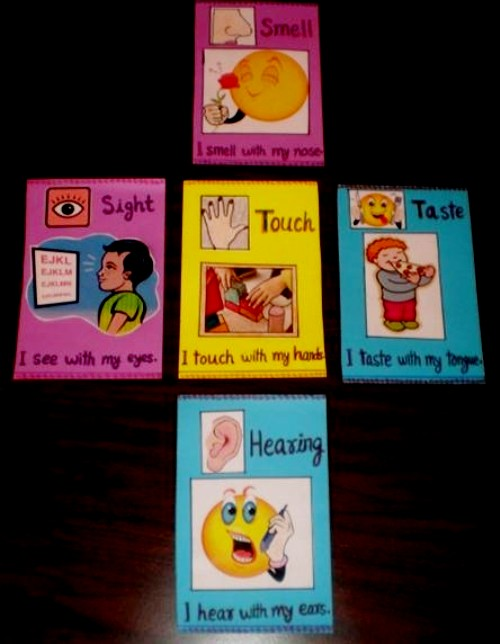 Smell
I smell with my nose.
Sight
EJKL
EJKLM
EJKLMN
I see with my eyes.
Touch
I touch with my hands
Taste
I taste with my tongue.
Hearing
I hear with my ears.